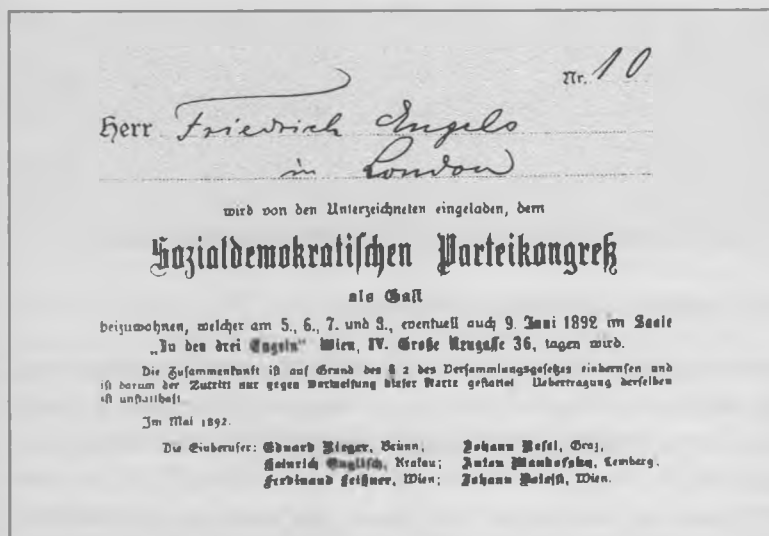 Nr. 10
Herr Friedrich Engels
in London
wird von den Unterzeichneten eingeladen, dem
Sozialdemokratischen Parteikongreß
als Gast
beizuwohnen, welcher am 5., 6., 7. und 8., eventuell auch 9. Juni 1892 im Saale
„Zu den drei Engeln“ Wien, IV. Große Neugasse 36, tagen wird.
Die Zusammenkunft ist auf Grund des § 2 des Versammlungsgesetzes einberufen und
ist darum der Zutritt nur gegen Vorweisung dieser Karte gestattet Uebertragung derselben
ist unstatthaft.
Im Mai 1892.
Die Einberufer: Eduard Rieger, Brünn; Johann Resel, Graz,
Heinrich Englisch, Krakau; Anton Mankofsky, Lemberg,
Ferdinand Leißner, Wien; Johann Wien.